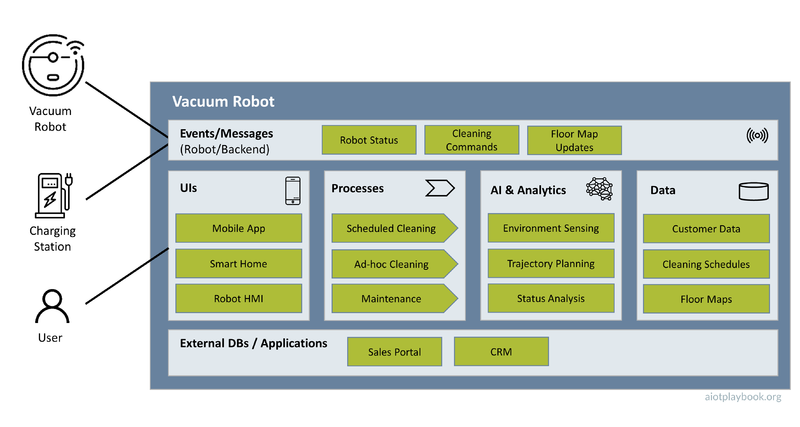 Vacuum Robot
Events/Messages
(Robot/Backend)
Robot Status
Cleaning
Commands
Floor Map
Updates
Vacuum
Robot
Charging
Station
User
UIs
Mobile App
Smart Home
Robot HMI
Processes
Scheduled Cleaning
Ad-hoc Cleaning
Maintenance
AI & Analytics
Environment Sensing
Trajectory Planning
Status Analysis
Data
Customer Data
Cleaning Schedules
Floor Maps
External DBs / Applications
Sales Portal
CRM
aiotplaybook.org